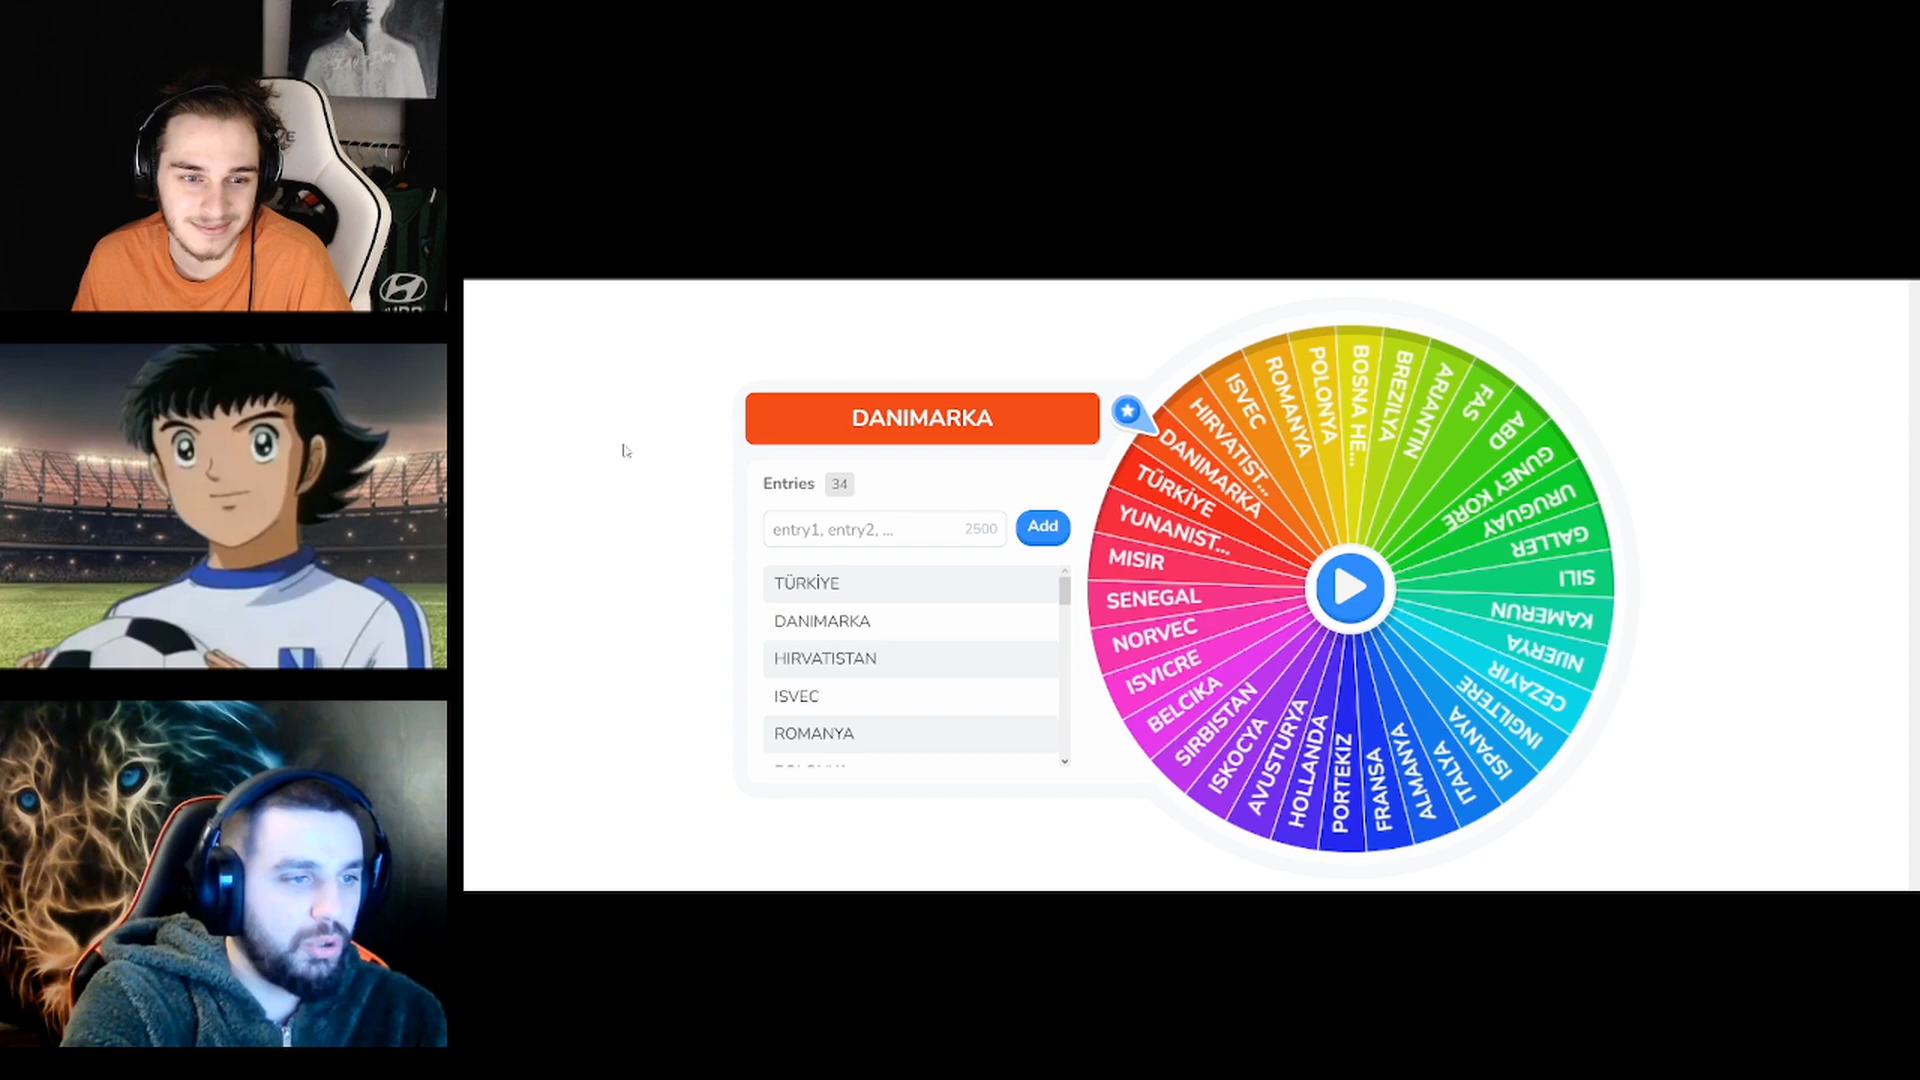 DANIMARKA
Entries 34
entry1, entry2, ... 2500
Add
TÜRKİYE
DANIMARKA
HIRVATISTAN
ISVEC
ROMANYA
TÜRKİYE
DANIMARKA
HIRVATIST...
ISVEC
ROMANYA
POLONYA
BOSNA HE...
BREZILYA
ARJANTIN
FAS
ABD
GUNEY KORE
URUGUAY
GALLER
SILI
KAMERUN
NIJERYA
CEZAYIR
INGILTERE
ISPANYA
ITALYA
ALMANYA
FRANSA
PORTEKIZ
HOLLANDA
AVUSTURYA
ISKOCYA
SIRBISTAN
BELCIKA
ISVICRE
NORVEC
SENEGAL
MISIR
YUNANIST...